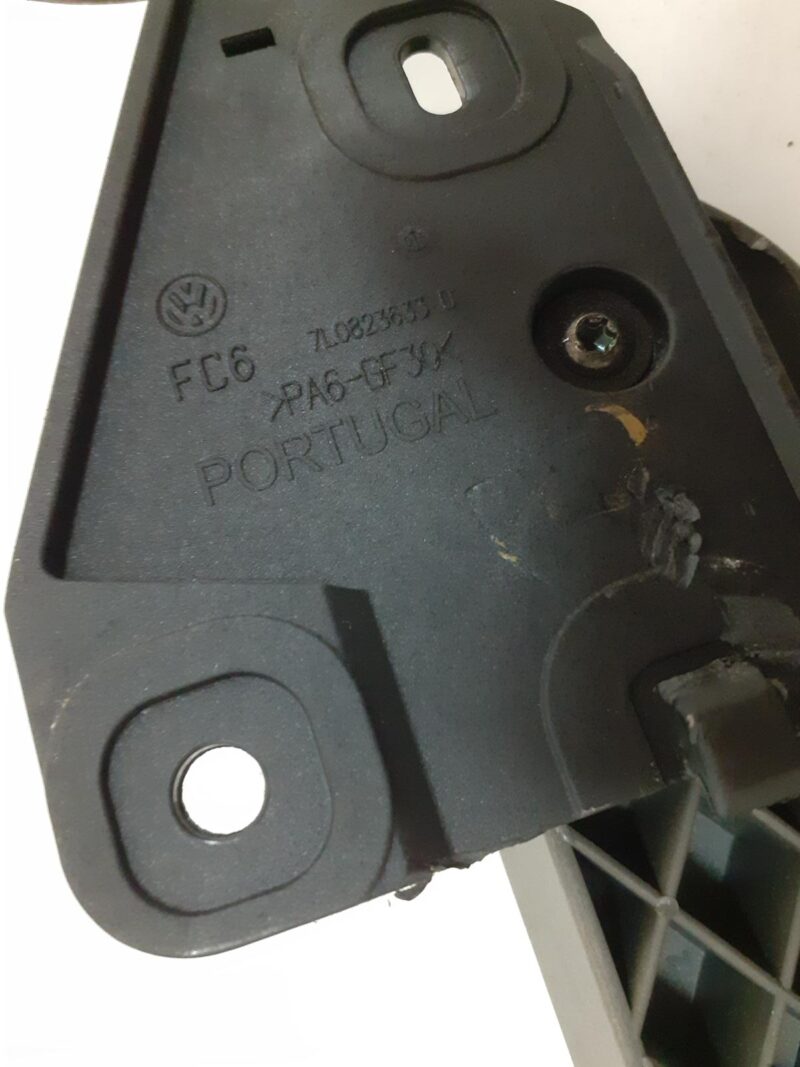 7L0823633 D
FC6
>PA6-GF30<
PORTUGAL